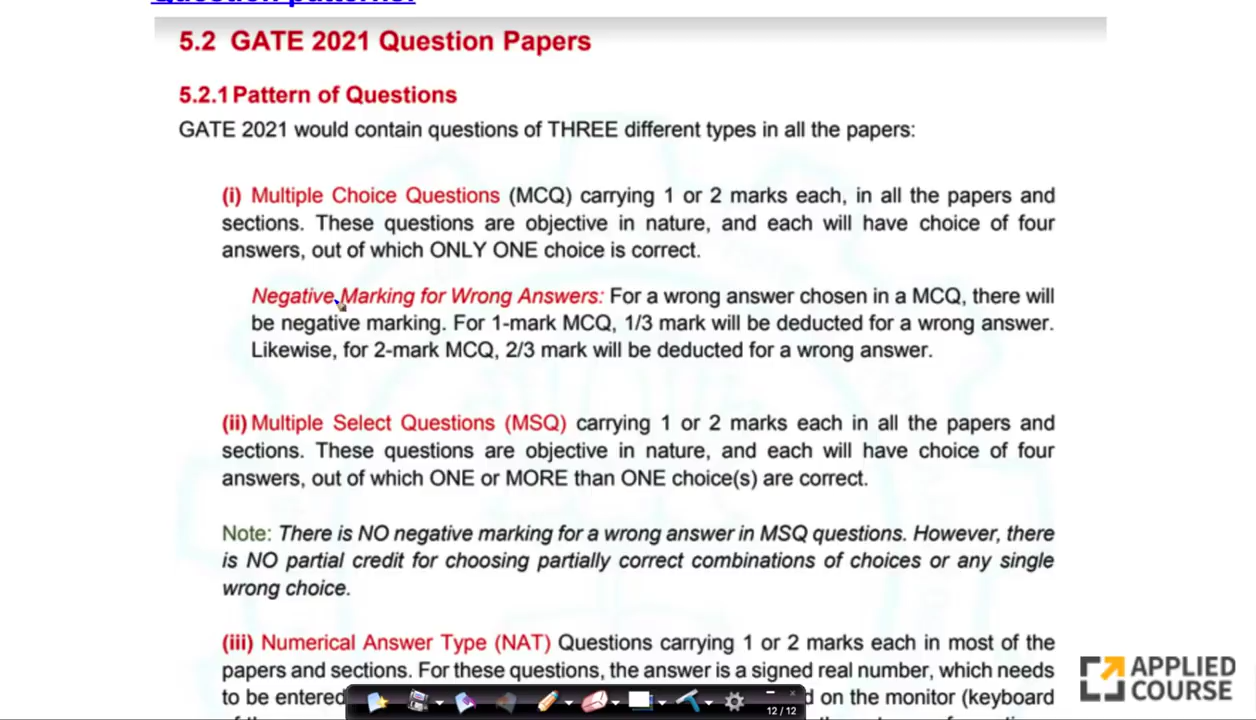 Question patterns:
5.2 GATE 2021 Question Papers
5.2.1 Pattern of Questions
GATE 2021 would contain questions of THREE different types in all the papers:
(i) Multiple Choice Questions (MCQ) carrying 1 or 2 marks each, in all the papers and
sections. These questions are objective in nature, and each will have choice of four
answers, out of which ONLY ONE choice is correct.
Negative Marking for Wrong Answers: For a wrong answer chosen in a MCQ, there will
be negative marking. For 1-mark MCQ, 1/3 mark will be deducted for a wrong answer.
Likewise, for 2-mark MCQ, 2/3 mark will be deducted for a wrong answer.
(ii) Multiple Select Questions (MSQ) carrying 1 or 2 marks each in all the papers and
sections. These questions are objective in nature, and each will have choice of four
answers, out of which ONE or MORE than ONE choice(s) are correct.
Note: There is NO negative marking for a wrong answer in MSQ questions. However, there
is NO partial credit for choosing partially correct combinations of choices or any single
wrong choice.
(iii) Numerical Answer Type (NAT) Questions carrying 1 or 2 marks each in most of the
papers and sections. For these questions, the answer is a signed real number, which needs
to be entered on the monitor (keyboard
12 / 12
APPLIED
COURSE